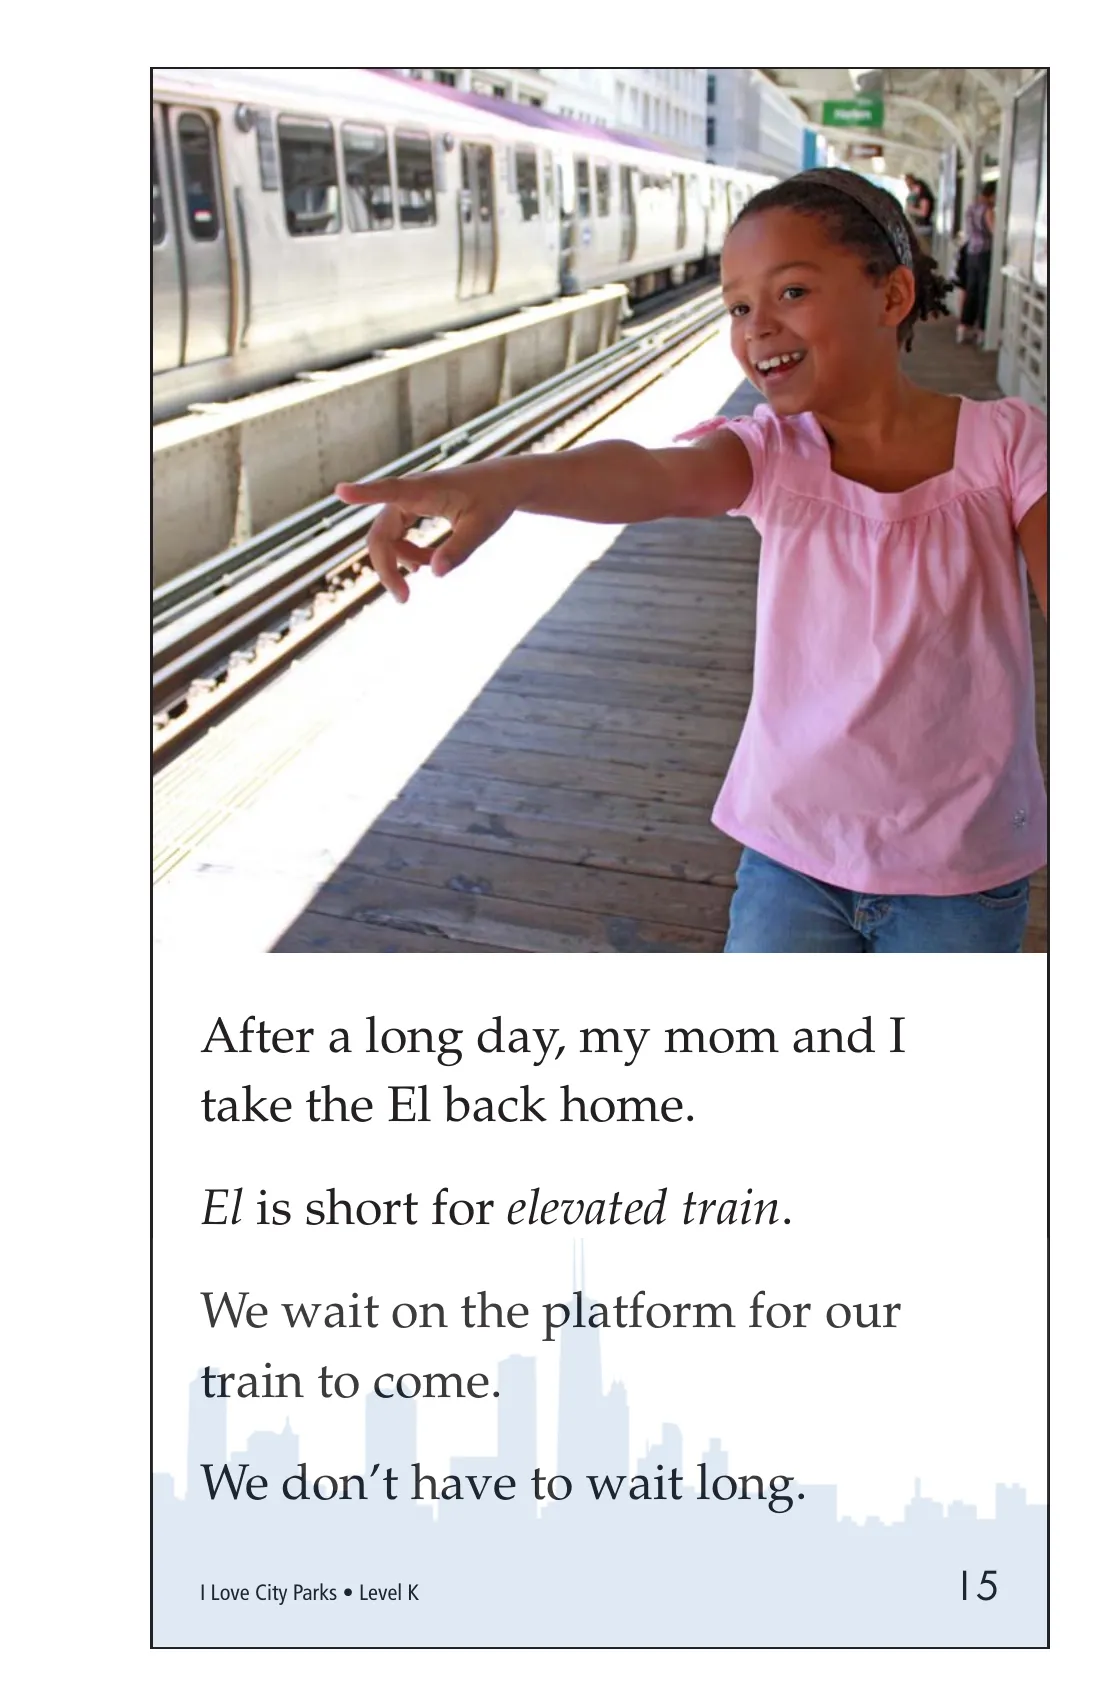 Harlem
After a long day, my mom and I
take the El back home.
El is short for elevated train.
We wait on the platform for our
train to come.
We don't have to wait long.
I Love City Parks • Level K
15